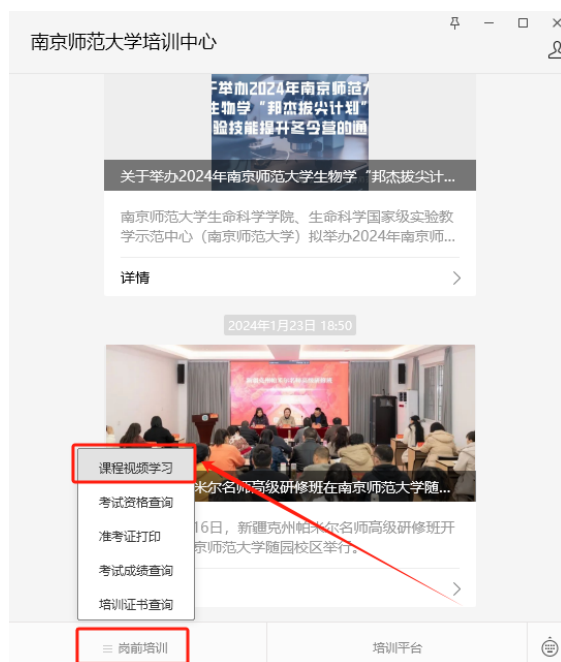 南京师范大学培训中心
于举办2024年南京师范大
生物学“邦杰拔尖计划”
验技能提升冬令营的通
关于举办2024年南京师范大学生物学“邦杰拔尖计...
南京师范大学生命科学学院、生命科学国家级实验教
学示范中心（南京师范大学）拟举办2024年南京师...
详情
2024年1月23日 18:50
米尔名师高级研修班在南京师范大学随...
16日，新疆克州帕米尔名师高级研修班开
京师范大学随园校区举行。
课程视频学习
考试资格查询
准考证打印
考试成绩查询
培训证书查询
岗前培训
培训平台